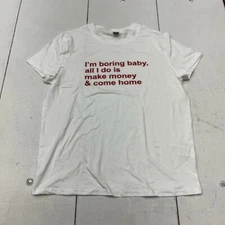 I'm boring baby,
all I do is
make money
& come home